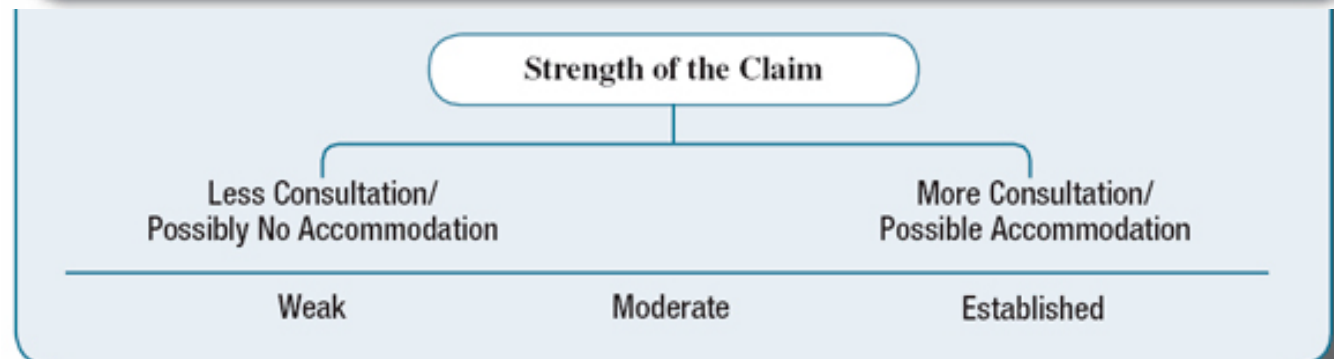 Strength of the Claim
Less Consultation/
Possibly No Accommodation
More Consultation/
Possible Accommodation
Weak
Moderate
Established